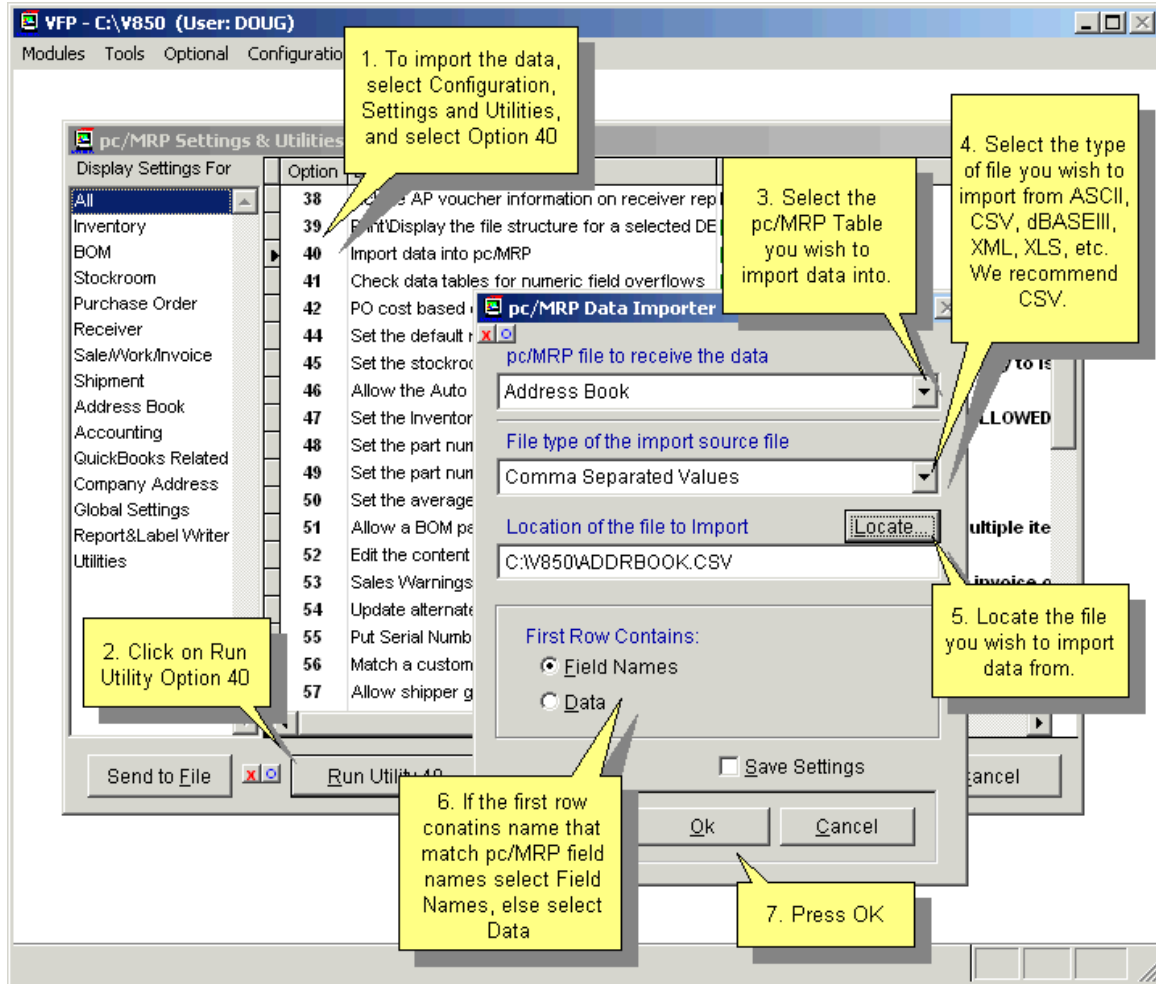 VFP - C:\V850 (User: DOUG)
Modules Tools Optional Configuratio
1. To import the data,
select Configuration,
Settings and Utilities,
and select Option 40
pc/MRP Settings & Utilities
Display Settings For
All
Inventory
BOM
Stockroom
Purchase Order
Receiver
Sale/Work/Invoice
Shipment
Address Book
Accounting
QuickBooks Related
Company Address
Global Settings
Report&Label Writer
Utilities
Option
38 AP voucher information on receiver rep
39 Print\Display the file structure for a selected DE
40 Import data into pc/MRP
41 Check data tables for numeric field overflows
42 PO cost based
44 Set the default
45 Set the stockroo
46 Allow the Auto
47 Set the Inventor
48 Set the part num
49 Set the part num
50 Set the average
51 Allow a BOM pa
52 Edit the content
53 Sales Warnings
54 Update alternate
55 Put Serial Numb
56 Match a custom
57 Allow shipper g
to is
LLOWED
ultiple ite
invoice o
2. Click on Run
Utility Option 40
Send to File
Run Utility 40
ancel
3. Select the
pc/MRP Table
you wish to
import data into.
4. Select the type
of file you wish to
import from ASCII,
CSV, dBASEIII,
XML, XLS, etc.
We recommend
CSV.
pc/MRP Data Importer
pc/MRP file to receive the data
Address Book
File type of the import source file
Comma Separated Values
Location of the file to Import
Locate...
C:\V850\ADDRBOOK.CSV
5. Locate the file
you wish to import
data from.
First Row Contains:
Field Names
Data
Save Settings
Ok
Cancel
6. If the first row
conatins name that
match pc/MRP field
names select Field
Names, else select
Data
7. Press OK